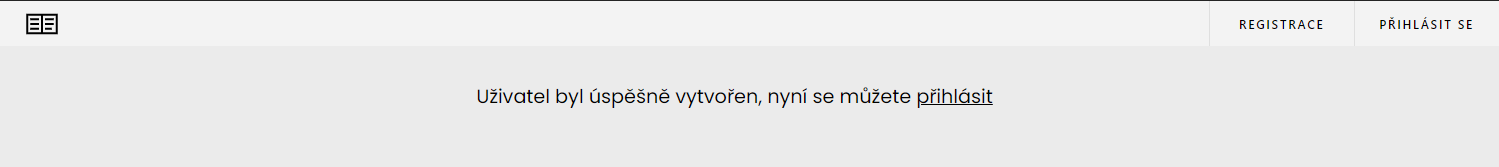 REGISTRACE
PŘIHLÁSIT SE
Uživatel byl úspěšně vytvořen, nyní se můžete přihlásit